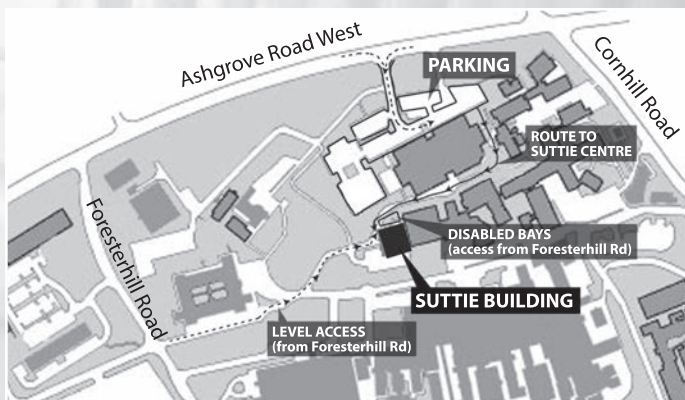 Ashgrove Road West
Cornhill Road
PARKING
ROUTE TO
SUTTIE CENTRE
Foresterhill Road
DISABLED BAYS
(access from Foresterhill Rd)
SUTTIE BUILDING
LEVEL ACCESS
(from Foresterhill Rd)